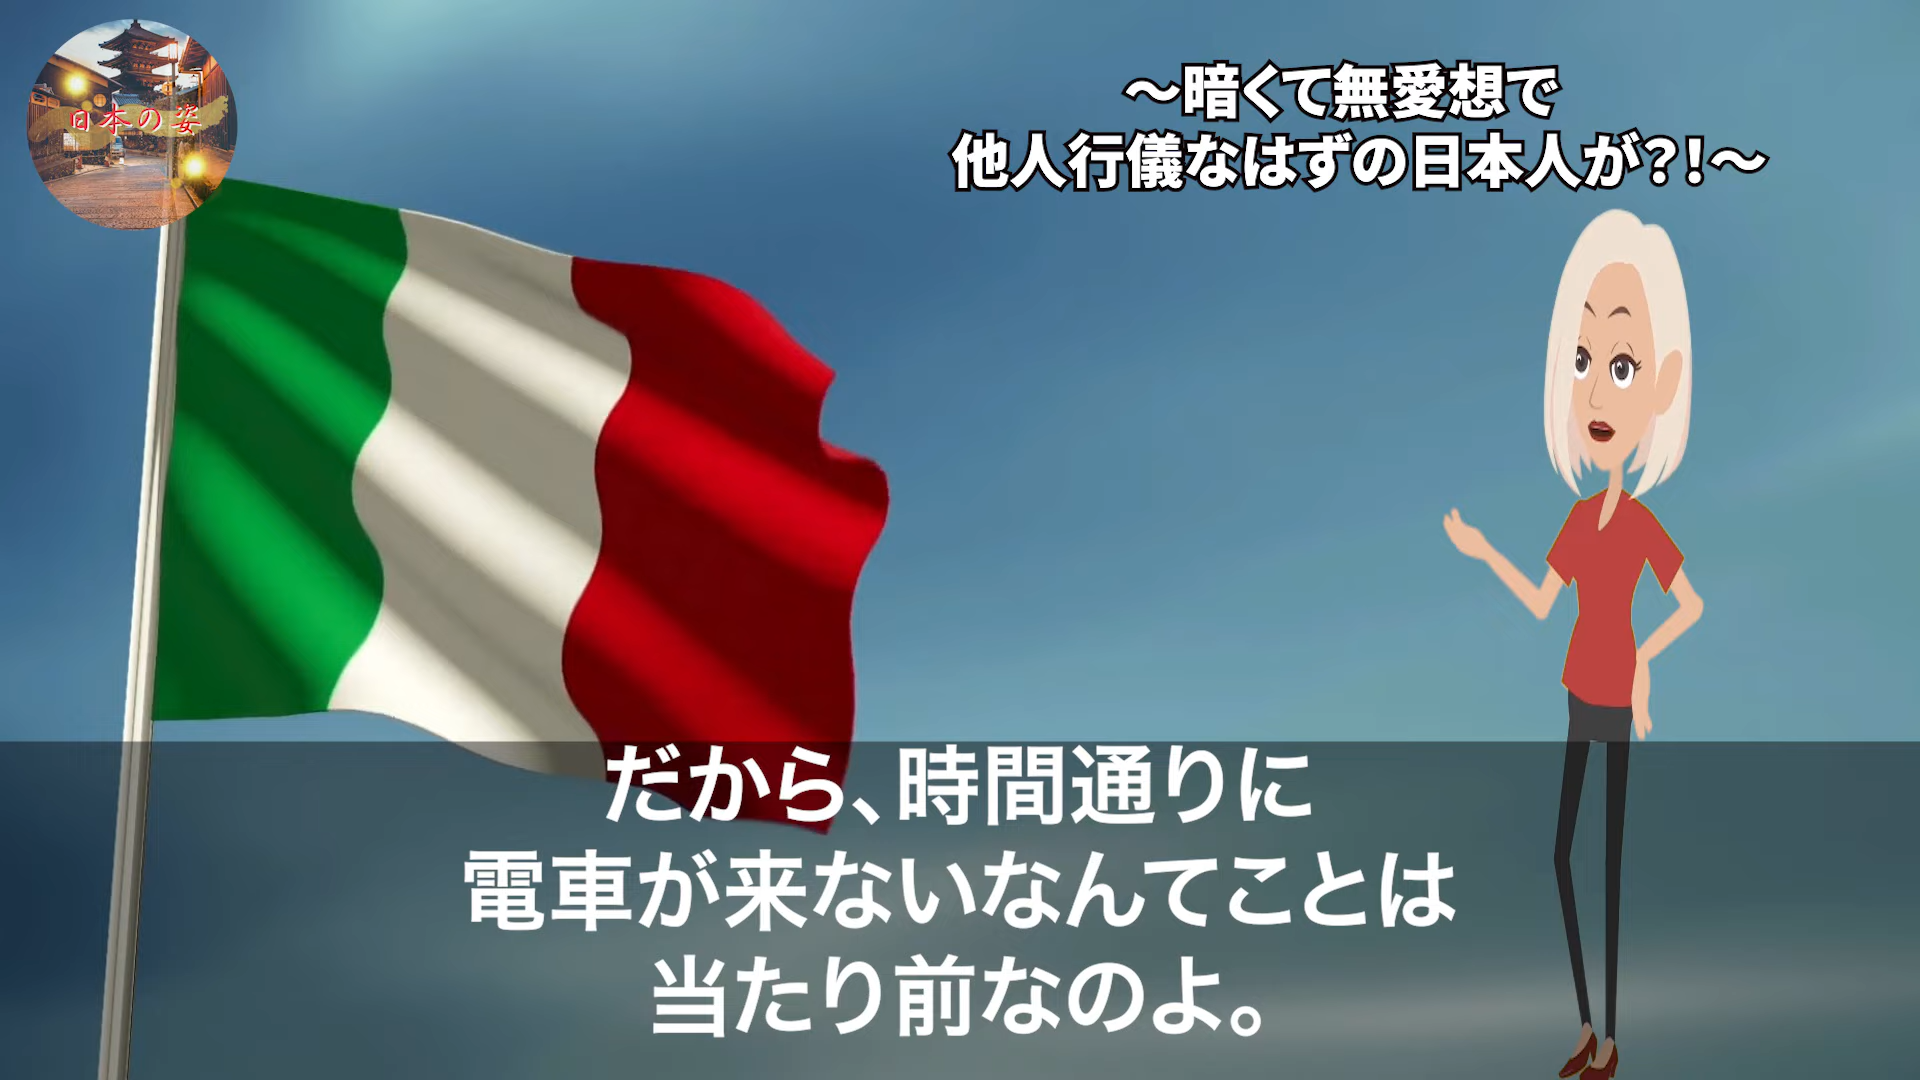 日本の姿
〜暗くて無愛想で
他人行儀なはずの日本人が?!〜
だから、時間通りに
電車が来ないなんてことは
当たり前なのよ。